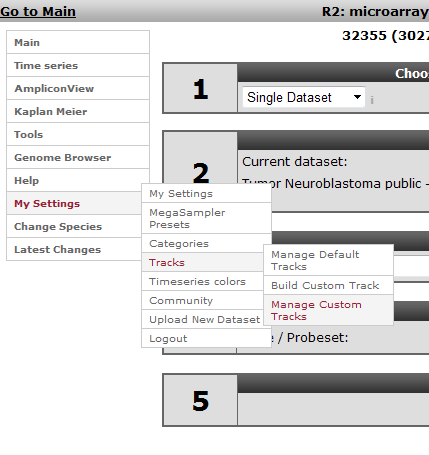 Go to Main
R2: microarray
32355 (302
Main
Time series
AmpliconView
Kaplan Meier
Tools
Genome Browser
Help
My Settings
Change Species
Latest Changes
1
Choo
Single Dataset
i
2
Current dataset:
Tumor Neuroblastoma public -
My Settings
MegaSampler
Presets
Categories
Tracks
Timeseries colors
Community
Upload New Dataset
Logout
Manage Default
Tracks
Build Custom Track
Manage Custom
Tracks
/ Probeset:
5